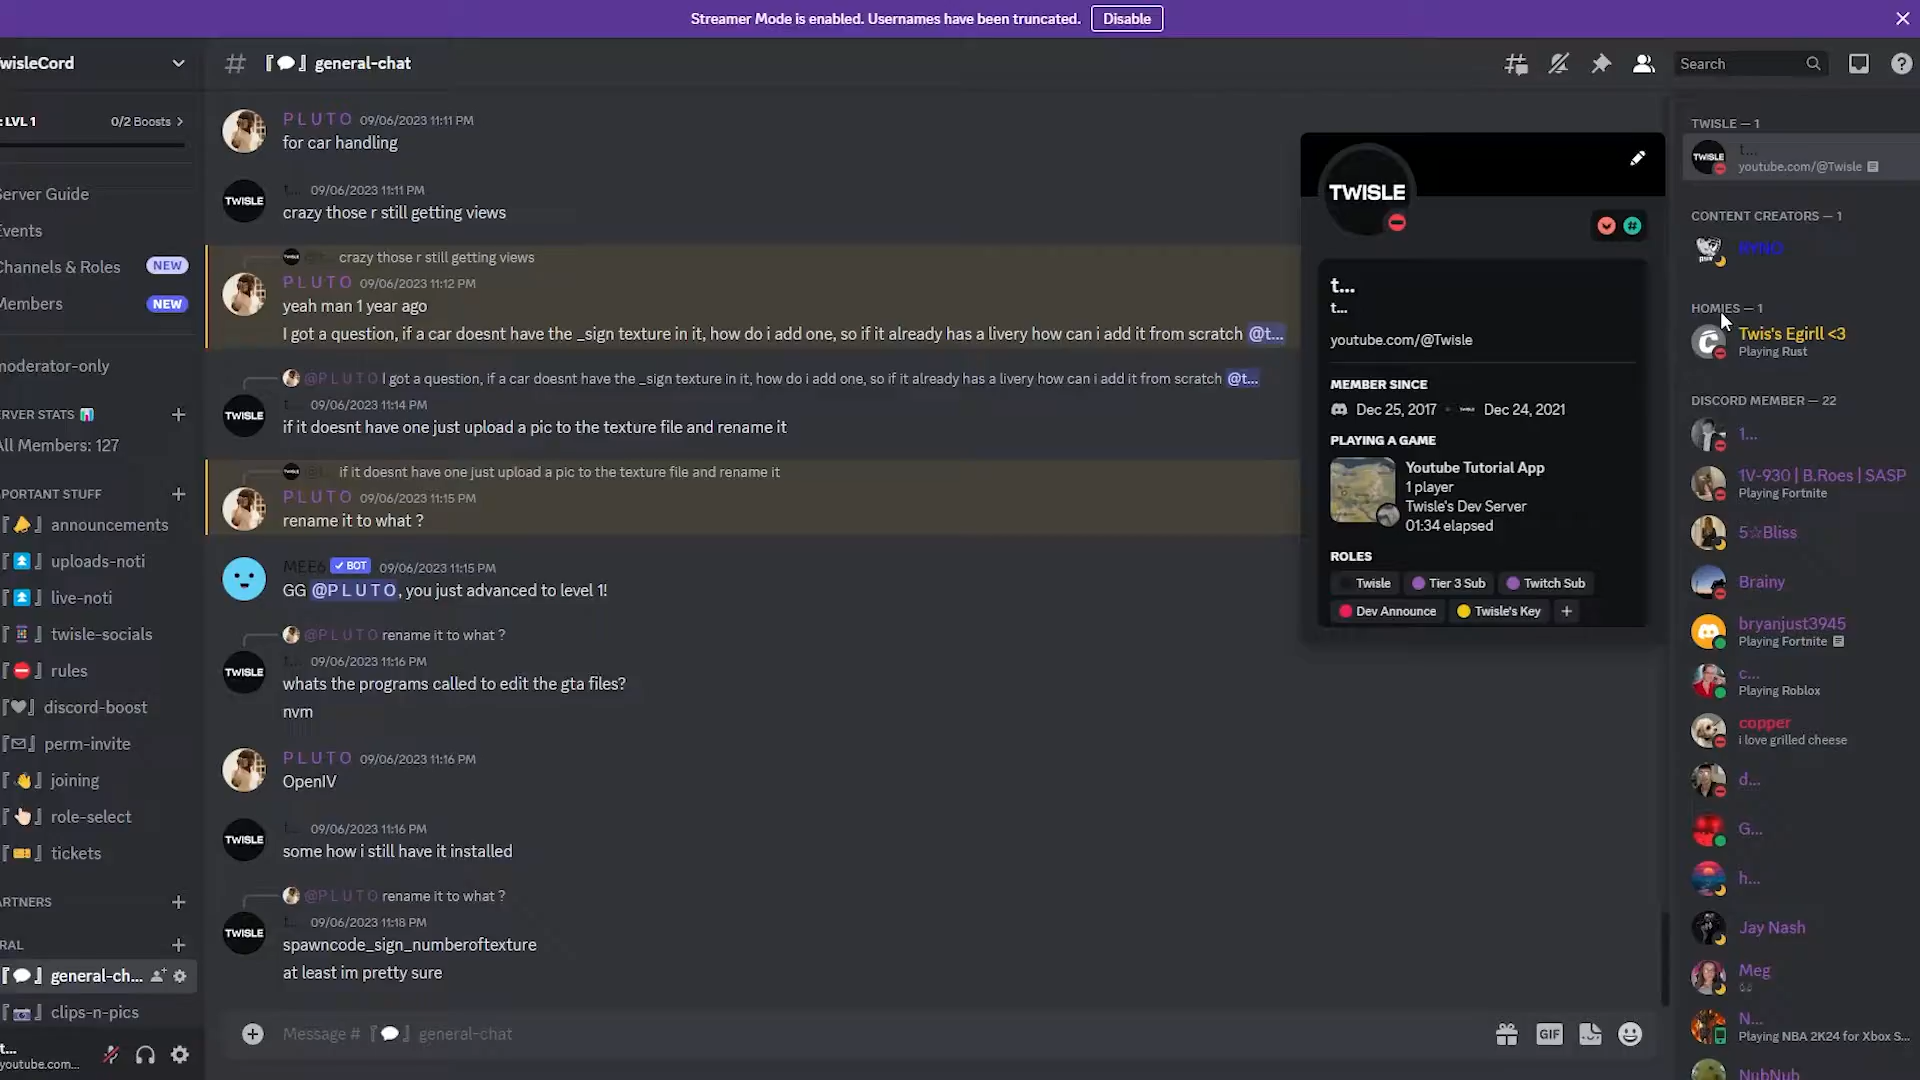 Streamer Mode is enabled. Usernames have been truncated.
Disable
wisleCord
general-chat
Search
LVL 1
0/2 Boosts
erver Guide
Events
Channels & Roles
NEW
Members
NEW
moderator-only
ERVER STATS
All Members: 127
PORTANT STUFF
announcements
uploads-noti
live-noti
twisle-socials
rules
discord-boost
perm-invite
joining
role-select
tickets
ARTNERS
RAL
general-ch...
clips-n-pics
t...
youtube.com...
PLUTO 09/06/2023 11:11 PM
for car handling
TWISLE
t... 09/06/2023 11:11 PM
crazy those r still getting views
crazy those r still getting views
PLUTO 09/06/2023 11:12 PM
yeah man 1 year ago
I got a question, if a car doesnt have the _sign texture in it, how do i add one, so if it already has a livery how can i add it from scratch @t...
@PLUTO I got a question, if a car doesnt have the _sign texture in it, how do i add one, so if it already has a livery how can i add it from scratch @t...
TWISLE
09/06/2023 11:14 PM
if it doesnt have one just upload a pic to the texture file and rename it
if it doesnt have one just upload a pic to the texture file and rename it
PLUTO 09/06/2023 11:15 PM
rename it to what ?
MEE6 BOT 09/06/2023 11:15 PM
GG @PLUTO, you just advanced to level 1!
@PLUTO rename it to what ?
TWISLE
09/06/2023 11:16 PM
whats the programs called to edit the gta files?
nvm
PLUTO 09/06/2023 11:16 PM
OpenIV
TWISLE
09/06/2023 11:16 PM
some how i still have it installed
@PLUTO rename it to what ?
TWISLE
09/06/2023 11:18 PM
spawncode_sign_numberoftexture
at least im pretty sure
Message # general-chat
GIF
TWISLE
t...
t...
youtube.com/@Twisle
MEMBER SINCE
Dec 25, 2017
Dec 24, 2021
PLAYING A GAME
Youtube Tutorial App
1 player
Twisle's Dev Server
01:34 elapsed
ROLES
Twisle
Tier 3 Sub
Twitch Sub
Dev Announce
Twisle's Key
TWISLE — 1
TWISLE
t...
youtube.com/@Twisle
CONTENT CREATORS — 1
RYNO
HOMIES — 1
Twis's Egirll <3
Playing Rust
DISCORD MEMBER — 22
1...
1V-930 | B.Roes | SASP
Playing Fortnite
5☆Bliss
Brainy
bryanjust3945
Playing Fortnite
c...
Playing Roblox
copper
i love grilled cheese
d...
G...
h...
Jay Nash
Meg
N...
Playing NBA 2K24 for Xbox S...
NubNub